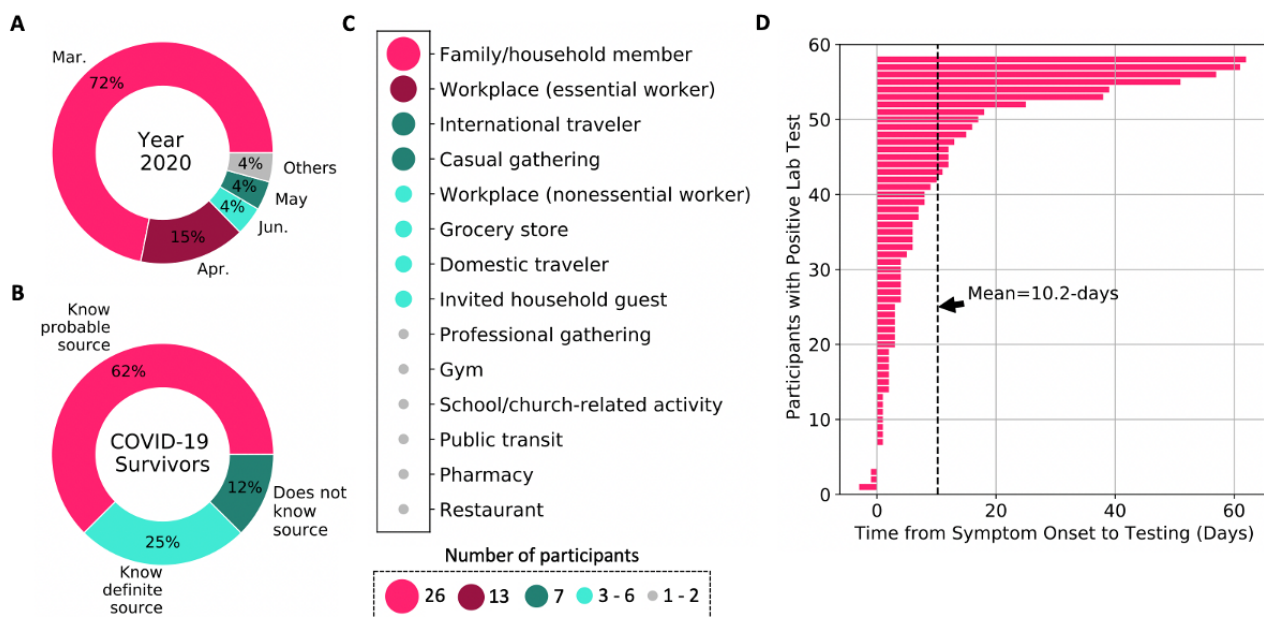 A
Mar.
72%
Year
2020
4%
Others
4%
May
4%
Jun.
15%
Apr.
B
Know
probable
source
62%
COVID-19
Survivors
12%
Does not
know
source
25%
Know
definite
source
C
Family/household member
Workplace (essential worker)
International traveler
Casual gathering
Workplace (nonessential worker)
Grocery store
Domestic traveler
Invited household guest
Professional gathering
Gym
School/church-related activity
Public transit
Pharmacy
Restaurant
Number of participants
26 13 7 3 - 6 1 - 2
D
Participants with Positive Lab Test
60
50
40
30
20
10
0
Mean=10.2-days
0 20 40 60
Time from Symptom Onset to Testing (Days)